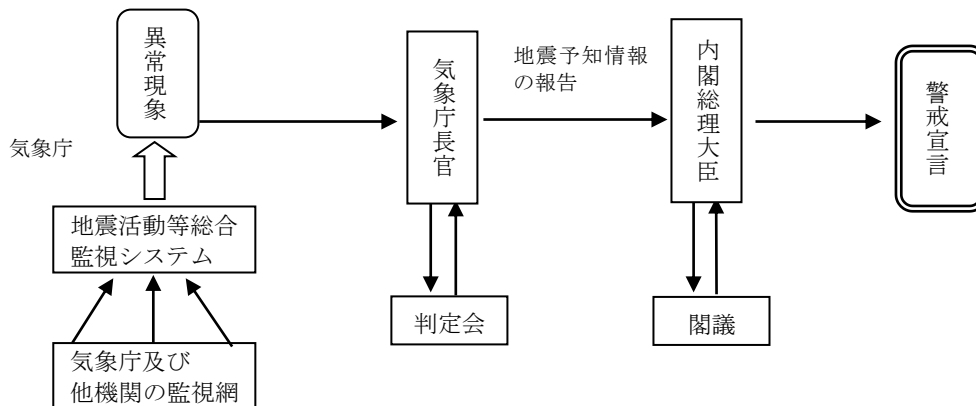 異常現象
気象庁
気象庁長官
地震予知情報
の報告
内閣総理大臣
警戒宣言
地震活動等総合
監視システム
判定会
閣議
気象庁及び
他機関の監視網